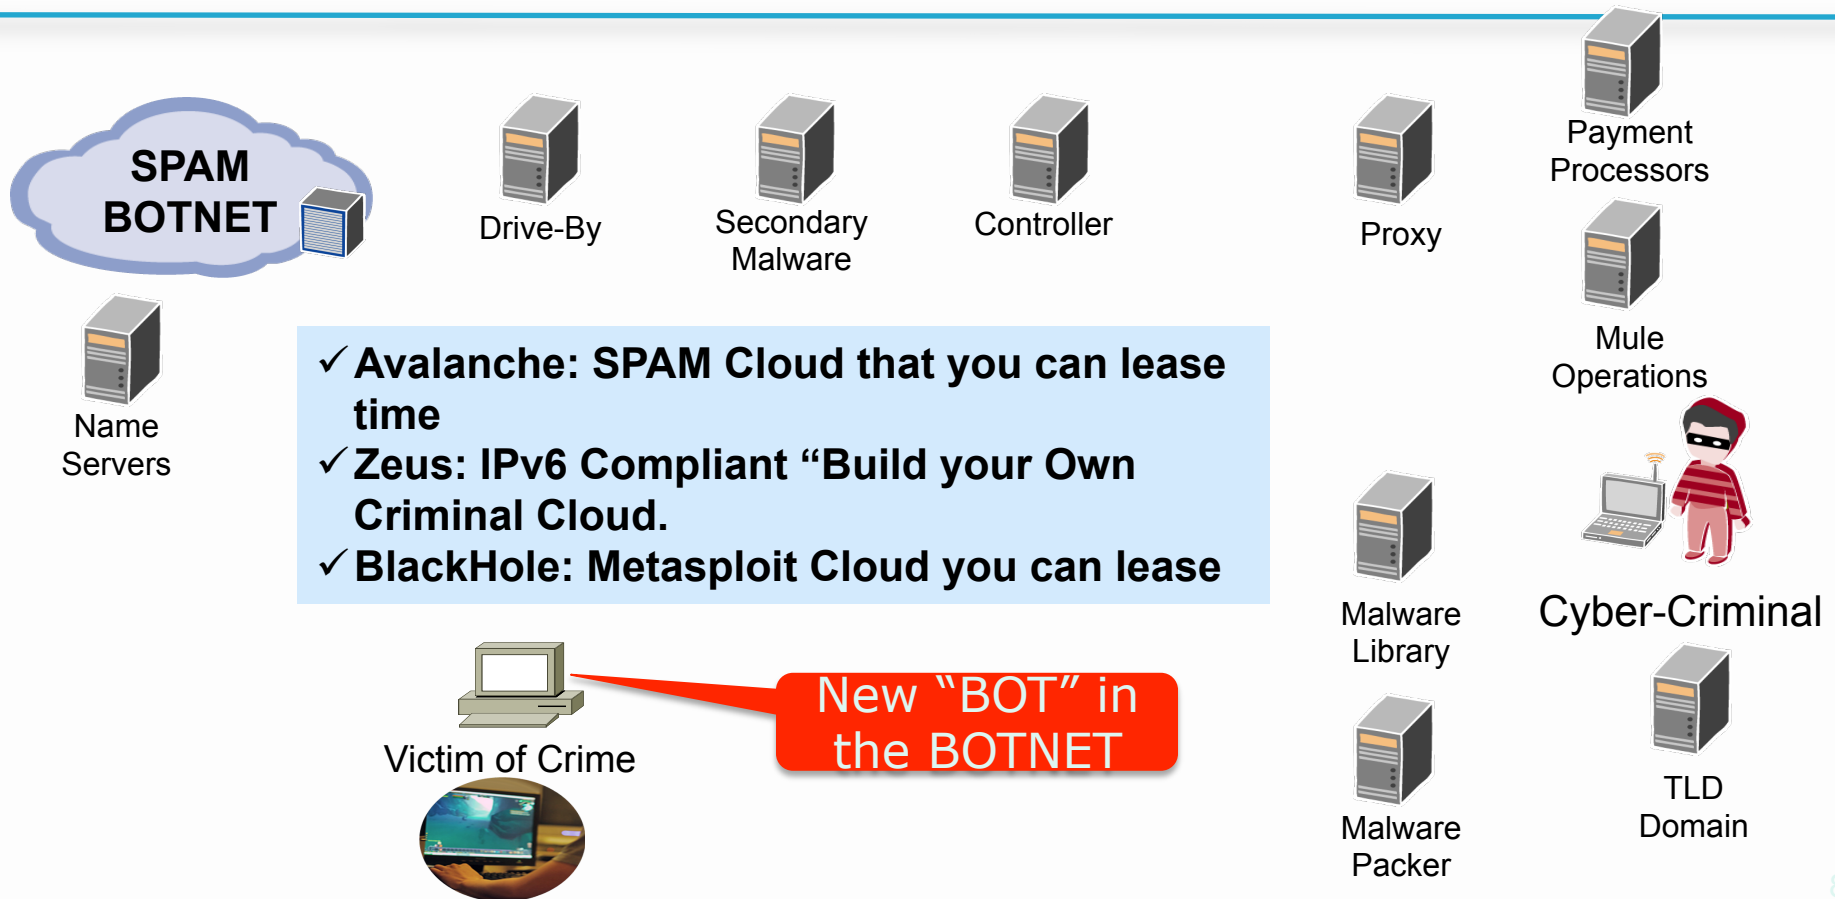 SPAM
BOTNET
Drive-By
Secondary
Malware
Controller
Proxy
Payment
Processors
Mule
Operations
Name
Servers
✓ Avalanche: SPAM Cloud that you can lease
time
✓ Zeus: IPv6 Compliant “Build your Own
Criminal Cloud.
✓ BlackHole: Metasploit Cloud you can lease
Cyber-Criminal
Malware
Library
Victim of Crime
New “BOT” in
the BOTNET
TLD
Domain
Malware
Packer